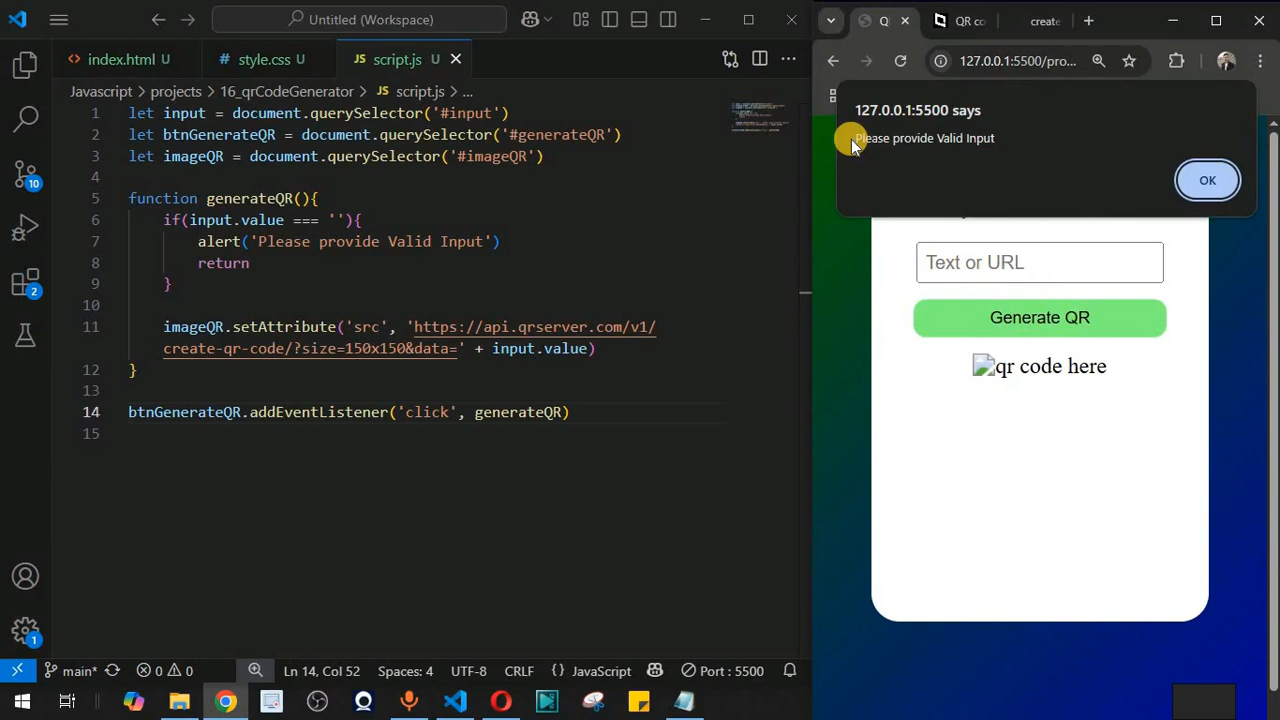 Untitled (Workspace)
index.html U
style.css U
JS script.js U
Javascript > projects > 16_qrCodeGenerator > JS script.js > ...
1 let input = document.querySelector('#input')
2 let btnGenerateQR = document.querySelector('#generateQR')
3 let imageQR = document.querySelector('#imageQR')
4
5 function generateQR(){
6 if(input.value === ''){
7 alert('Please provide Valid Input')
8 return
9 }
10
11 imageQR.setAttribute('src', 'https://api.qrserver.com/v1/
create-qr-code/?size=150x150&data=' + input.value)
12 }
13
14 btnGenerateQR.addEventListener('click', generateQR)
15
10
2
1
main*
0 0
Ln 14, Col 52
Spaces: 4
UTF-8
CRLF
{ } JavaScript
Port : 5500
QR co
create
127.0.0.1:5500/pro...
127.0.0.1:5500 says
Please provide Valid Input
OK
Text or URL
Generate QR
qr code here